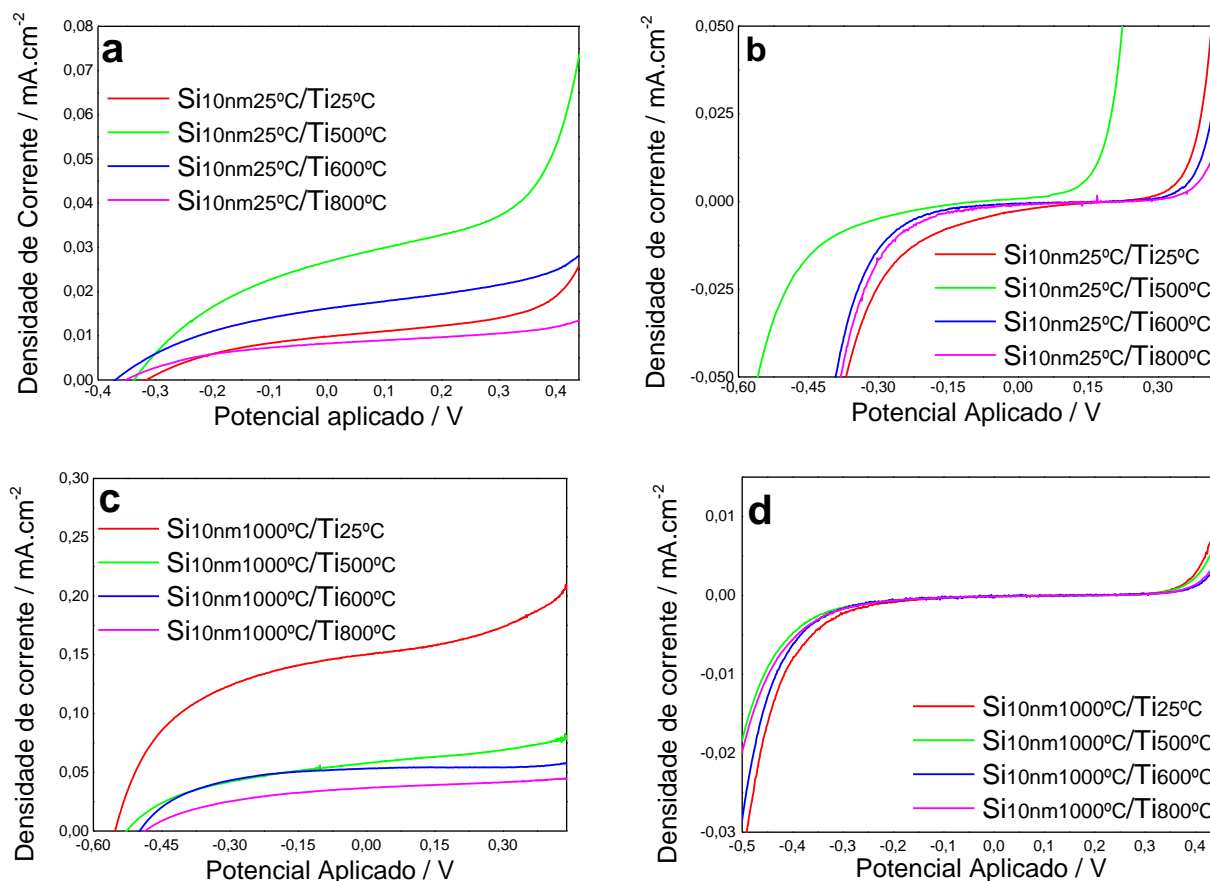 a
0,08
0,07
0,06
0,05
0,04
0,03
0,02
0,01
0,00
Densidade de Corrente / mA.cm-2
Si10nm25ºC/Ti25ºC
Si10nm25ºC/Ti500ºC
Si10nm25ºC/Ti600ºC
Si10nm25ºC/Ti800ºC
-0,4 -0,3 -0,2 -0,1 0,0 0,1 0,2 0,3 0,4
Potencial aplicado / V
b
0,050
0,025
0,000
-0,025
-0,050
Densidade de corrente / mA.cm-2
Si10nm25ºC/Ti25ºC
Si10nm25ºC/Ti500ºC
Si10nm25ºC/Ti600ºC
Si10nm25ºC/Ti800ºC
-0,60 -0,45 -0,30 -0,15 0,00 0,15 0,30
Potencial Aplicado / V
c
0,30
0,25
0,20
0,15
0,10
0,05
0,00
Densidade de corrente / mA.cm-2
Si10nm1000ºC/Ti25ºC
Si10nm1000ºC/Ti500ºC
Si10nm1000ºC/Ti600ºC
Si10nm1000ºC/Ti800ºC
-0,60 -0,45 -0,30 -0,15 0,00 0,15 0,30
Potencial Aplicado / V
d
0,01
0,00
-0,01
-0,02
-0,03
Densidade de corrente / mA.cm-2
Si10nm1000ºC/Ti25ºC
Si10nm1000ºC/Ti500ºC
Si10nm1000ºC/Ti600ºC
Si10nm1000ºC/Ti800ºC
-0,5 -0,4 -0,3 -0,2 -0,1 0,0 0,1 0,2 0,3 0,4
Potencial Aplicado / V